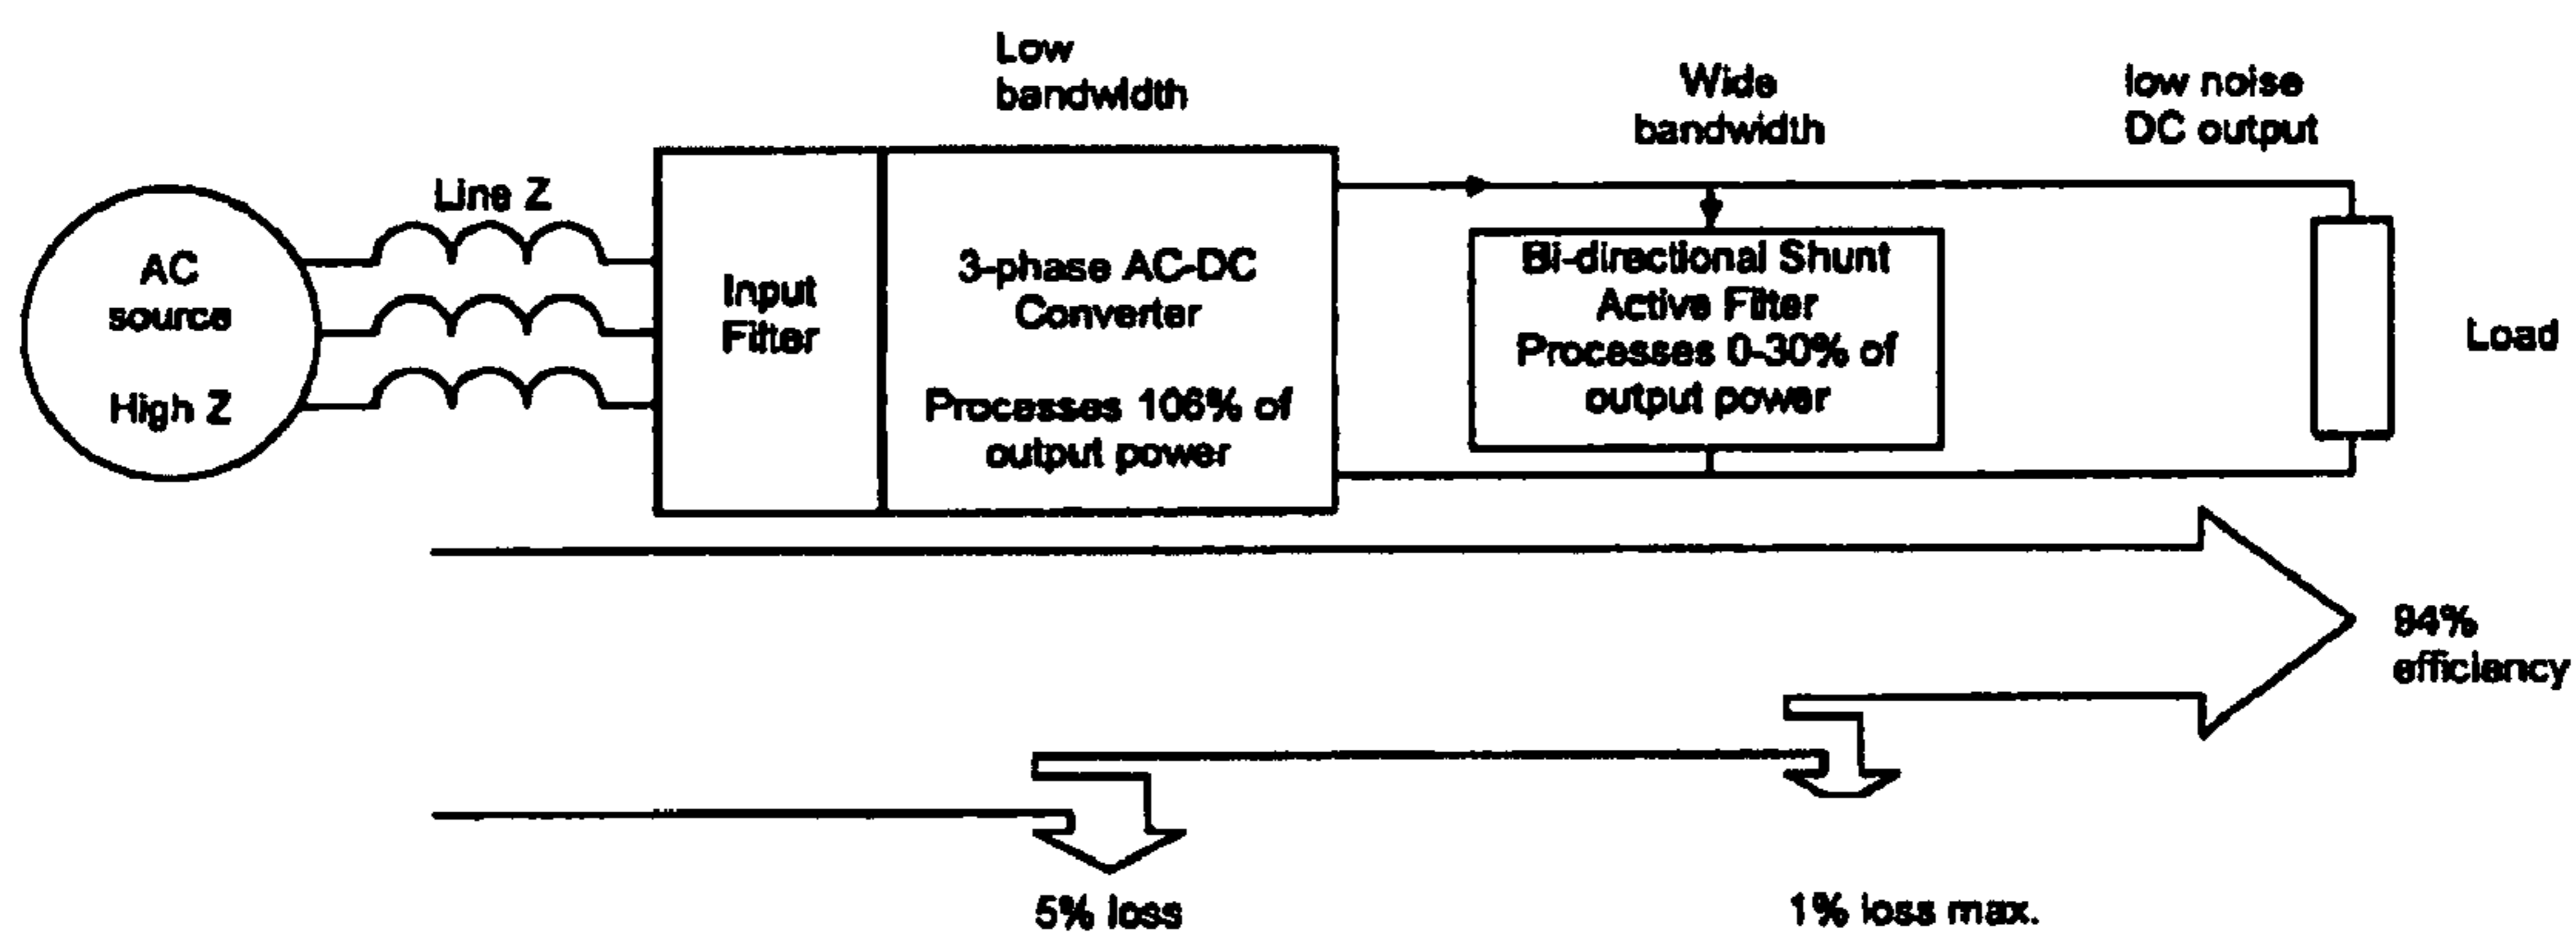 Low
bandwidth
Wide
bandwidth
low noise
DC output
Line Z
AC
source
High Z
Input
Filter
3-phase AC-DC
Converter
Processes 106% of
output power
Bi-directional Shunt
Active Filter
Processes 0-30% of
output power
Load
94%
efficiency
5% loss
1% loss max.